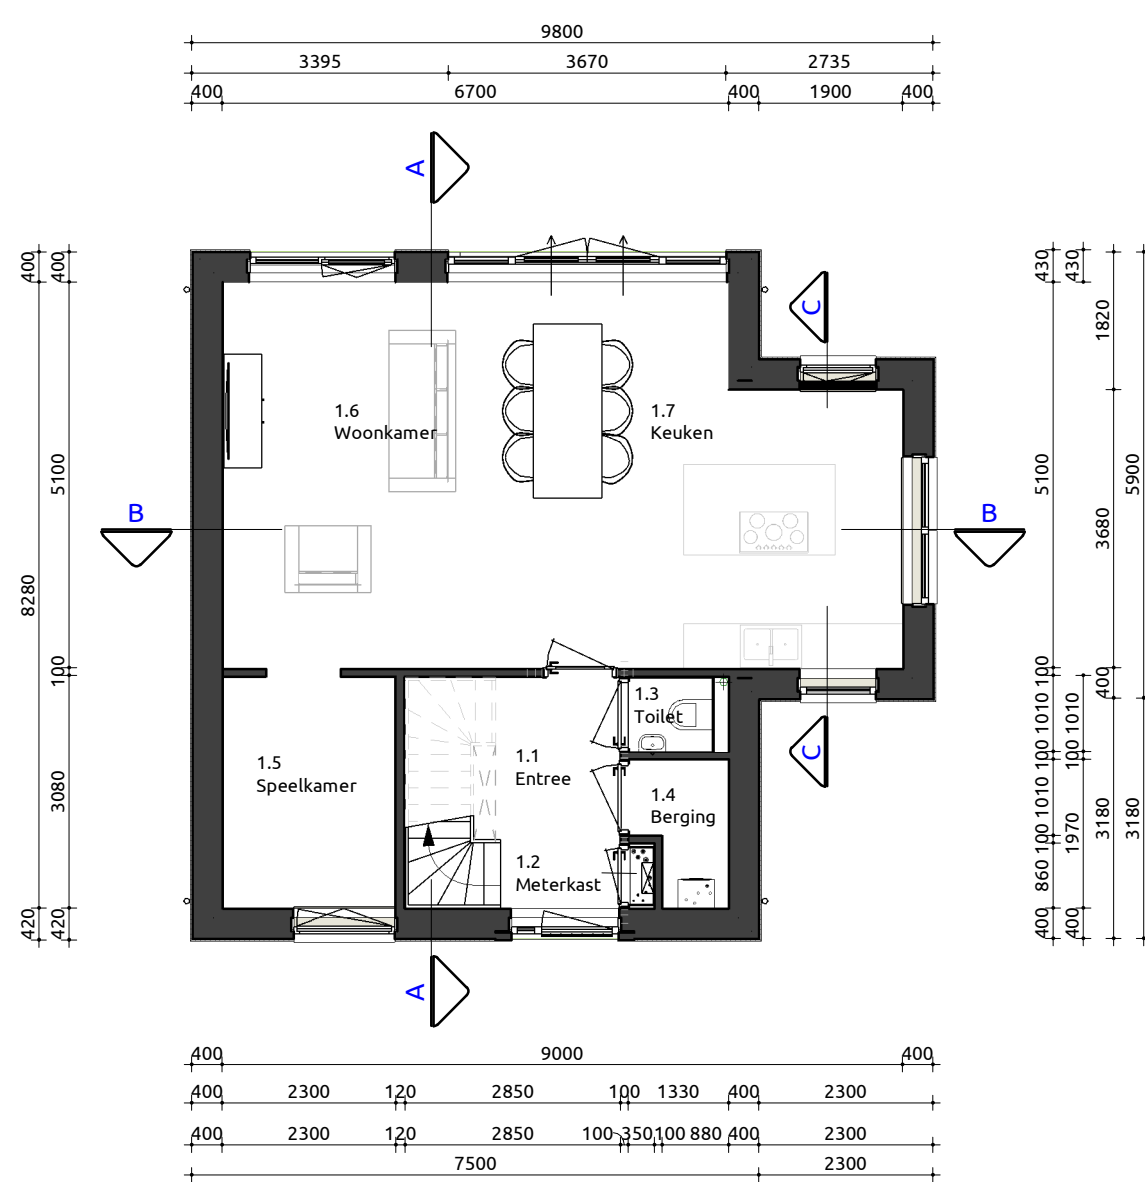 9800
3395 3670 2735
400 6700 400 1900 400
A
C
400 400 430 430
1820
1.6
Woonkamer
1.7
Keuken
5100 5100 5900
B B
3680
8280
100 100 400
1.3
Toilet
C
1010 1010
1.1
Entree
1.5
Speelkamer
100 100
1.4
Berging
3080 1010 1970 3180 3180
100
1.2
Meterkast
860
420 420 400 400
A
400 9000 400
400 2300 120 2850 100 1330 400 2300
400 2300 120 2850 100 350 100 880 400 2300
7500 2300